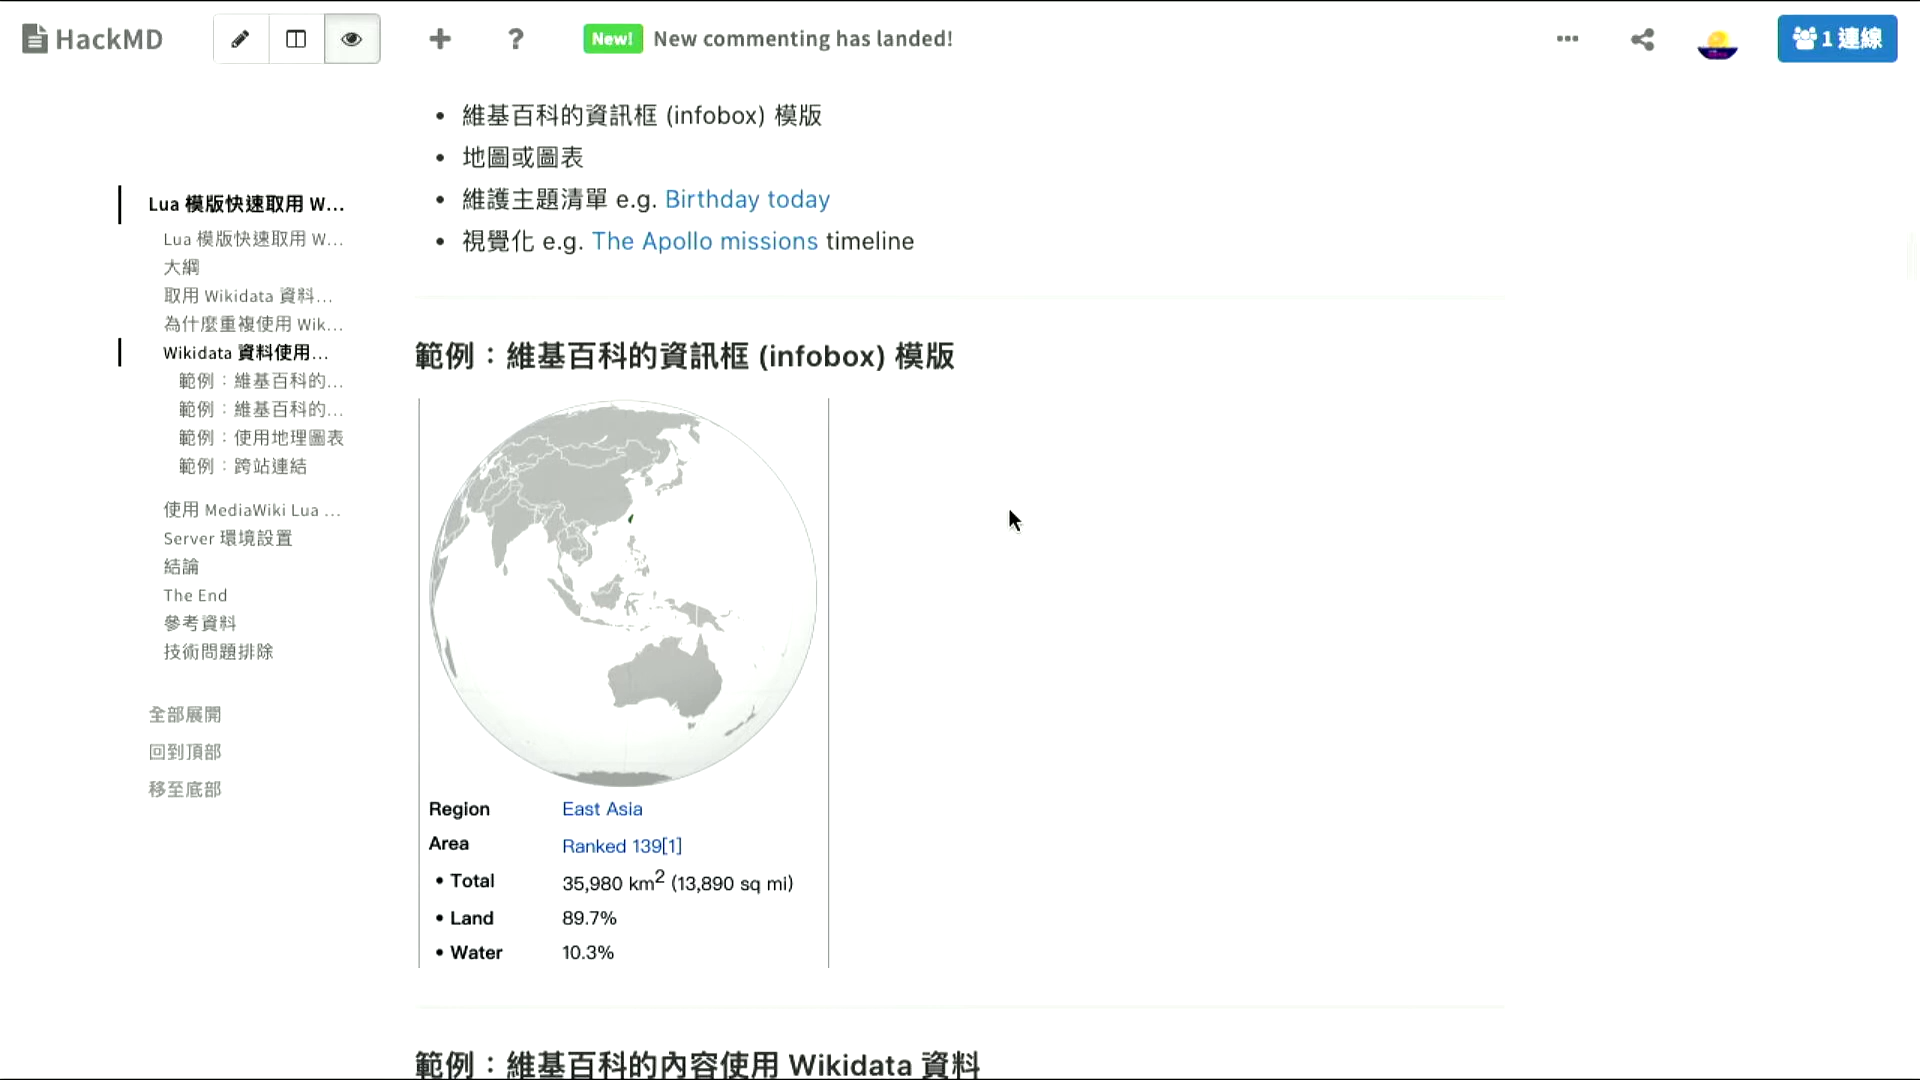 HackMD
New!
New commenting has landed!
1 連線
維基百科的資訊框 (infobox) 模版
地圖或圖表
維護主題清單 e.g. Birthday today
視覺化 e.g. The Apollo missions timeline
Lua 模版快速取用 W...
Lua 模版快速取用 W...
大綱
取用 Wikidata 資料...
為什麼重複使用 Wik...
Wikidata 資料使用...
範例：維基百科的...
範例：維基百科的...
範例：使用地理圖表
範例：跨站連結
使用 MediaWiki Lua ...
Server 環境設置
結論
The End
參考資料
技術問題排除
全部展開
回到頂部
移至底部
範例：維基百科的資訊框 (infobox) 模版
Region East Asia
Area Ranked 139[1]
• Total 35,980 km2 (13,890 sq mi)
• Land 89.7%
• Water 10.3%
範例：維基百科的內容使用 Wikidata 資料